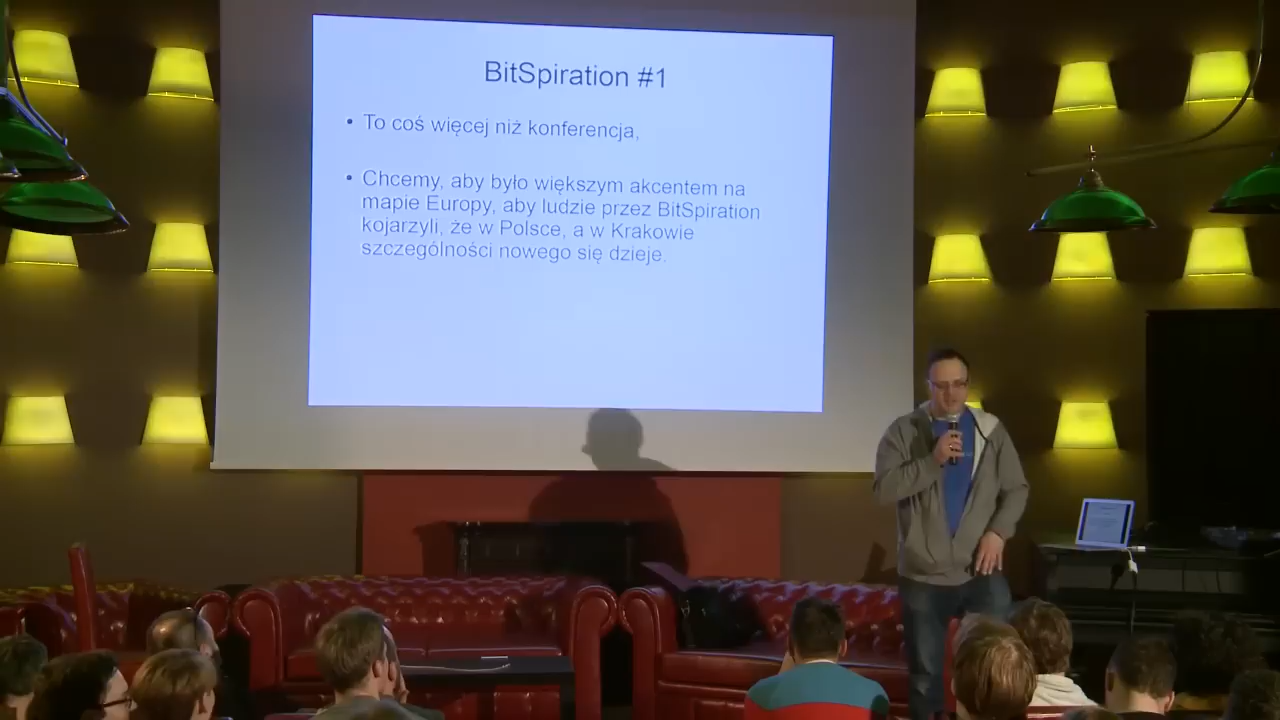 BitSpiration #1
• To coś więcej niż konferencja,
• Chcemy, aby było większym akcentem na
mapie Europy, aby ludzie przez BitSpiration
kojarzyli, że w Polsce, a w Krakowie
szczególności nowego się dzieje.